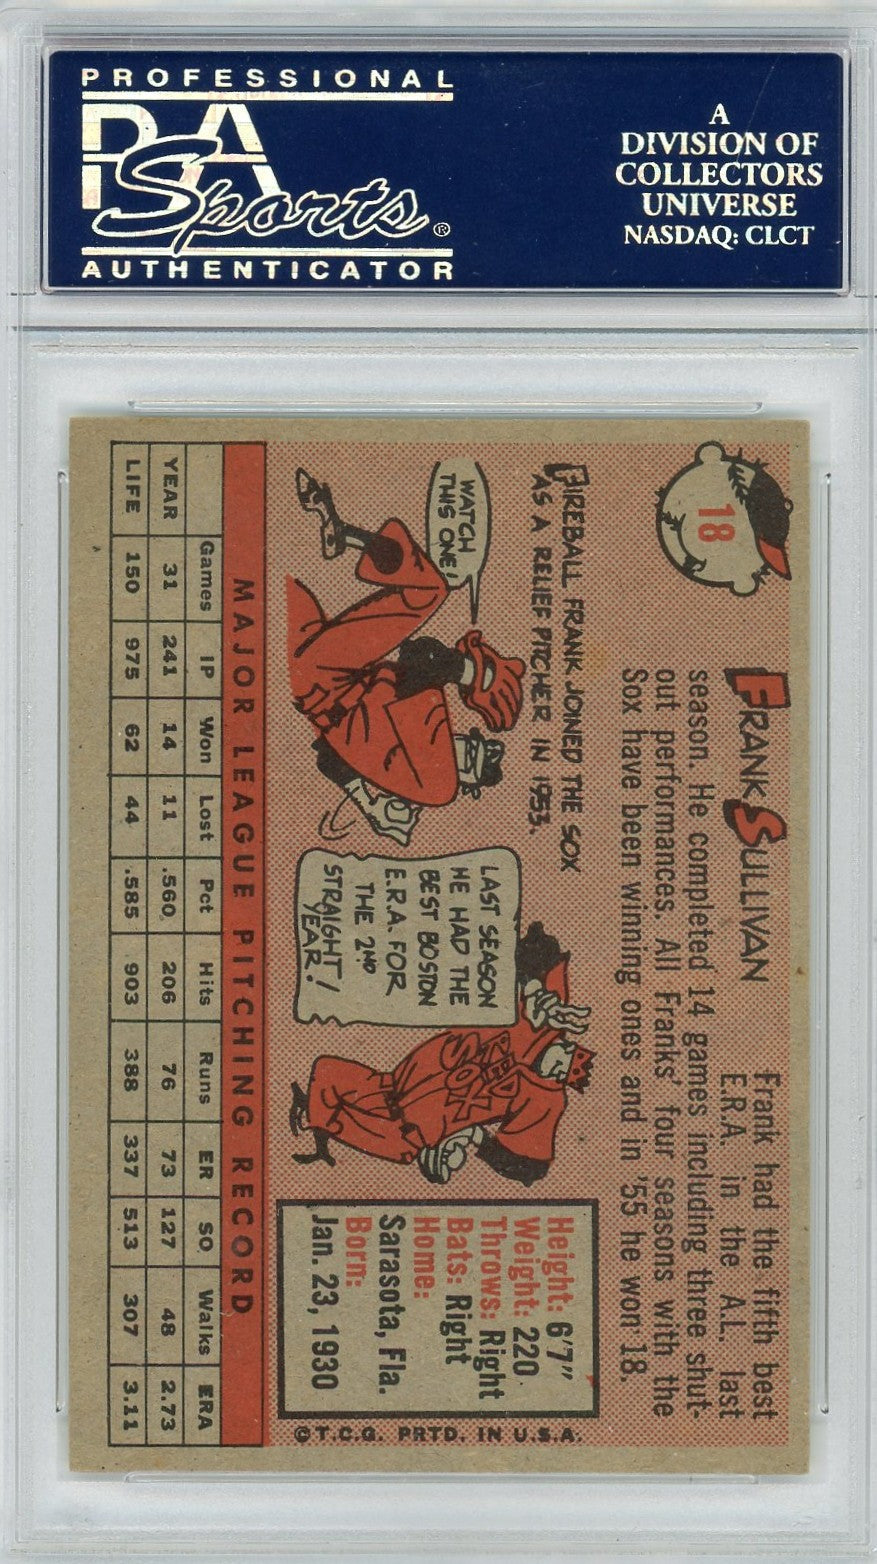 PROFESSIONAL
PSA
Sports®
AUTHENTICATOR
A
DIVISION OF
COLLECTORS
UNIVERSE
NASDAQ: CLCT
18
FRANK SULLIVAN
Frank had the fifth best
E.R.A. in the A.L. last
season. He completed 14 games including three shut-
out performances. All Franks' four seasons with the
Sox have been winning ones and in '55 he won 18.
FIREBALL FRANK JOINED THE SOX
AS A RELIEF PITCHER IN 1953.
WATCH
THIS ONE!
LAST SEASON
HE HAD THE
BEST BOSTON
E.R.A. FOR
THE 2ND
STRAIGHT
YEAR!
SOX
Height: 6'7"
Weight: 220
Throws: Right
Bats: Right
Home:
Sarasota, Fla.
Born:
Jan. 23, 1930
©T.C.G. PRTD. IN U.S.A.
MAJOR LEAGUE PITCHING RECORD
Games IP Won Lost Pct Hits Runs ER SO Walks ERA
YEAR 31 241 14 11 .560 206 76 73 127 48 2.73
LIFE 150 975 62 44 .585 903 388 337 513 307 3.11